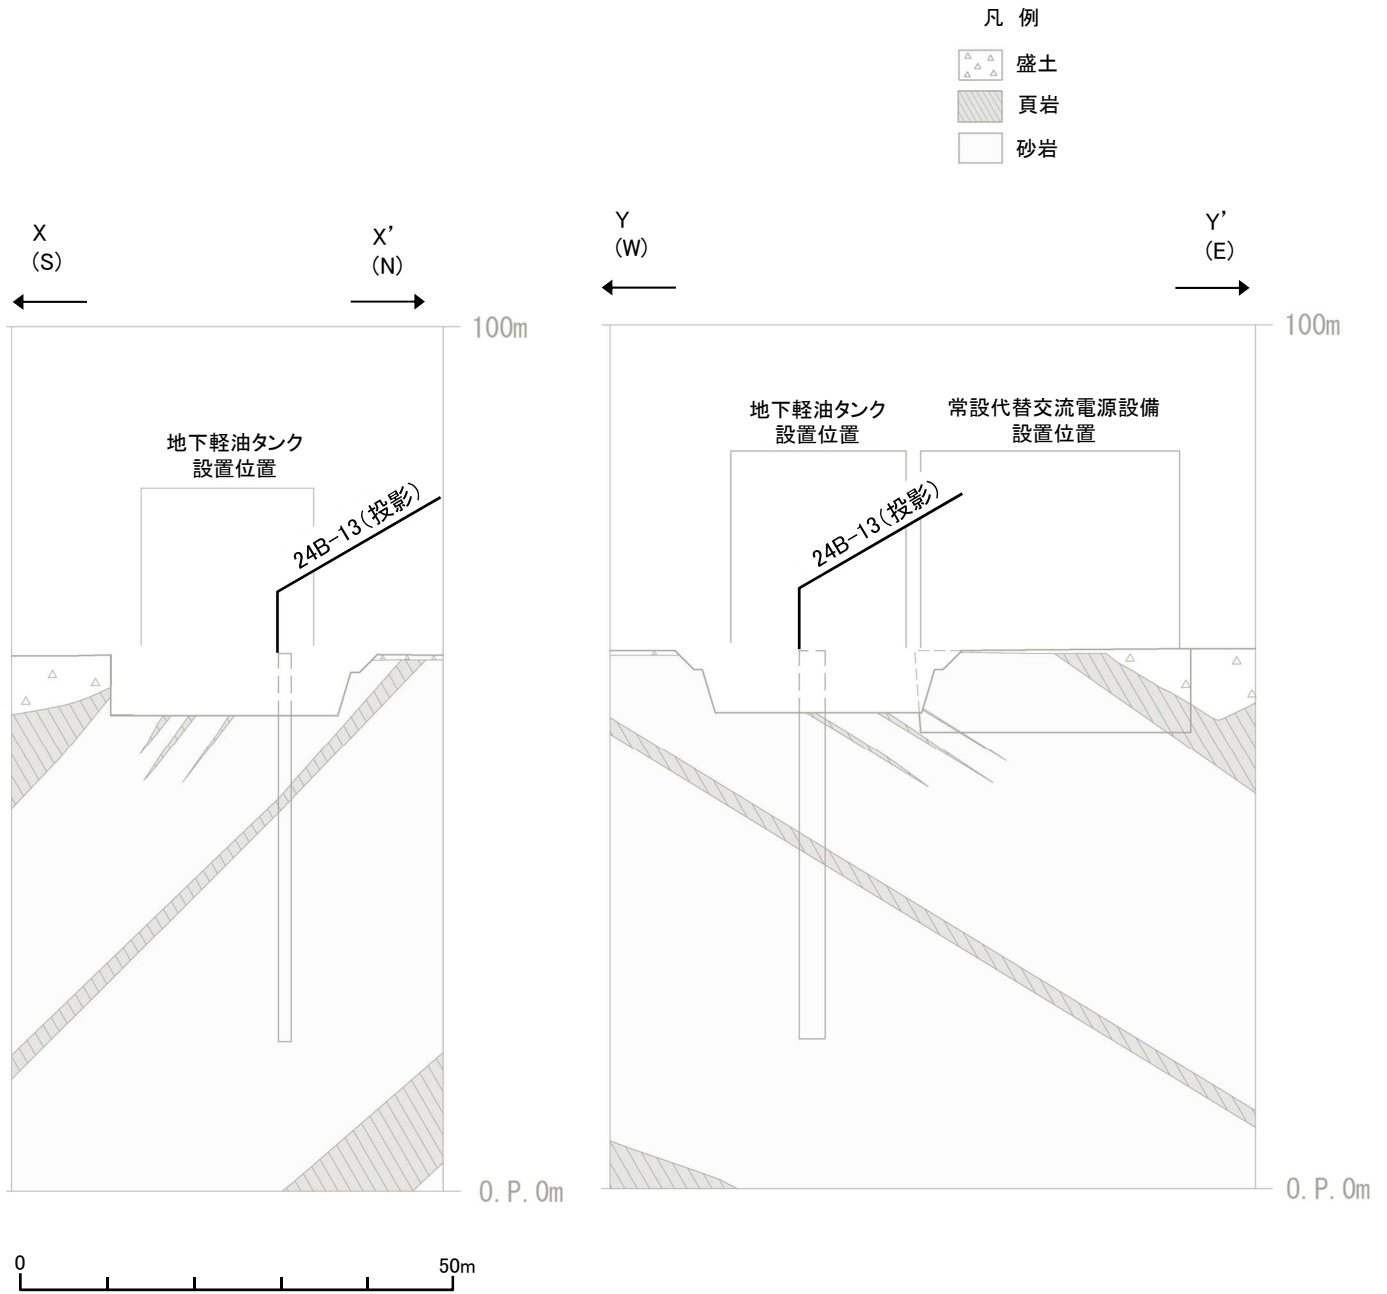 凡 例
盛土
頁岩
砂岩
X
(S)
X'
(N)
100m
地下軽油タンク
設置位置
24B-13(投影)
O.P.0m
0
50m
Y
(W)
Y'
(E)
100m
地下軽油タンク
設置位置
常設代替交流電源設備
設置位置
24B-13(投影)
O.P.0m